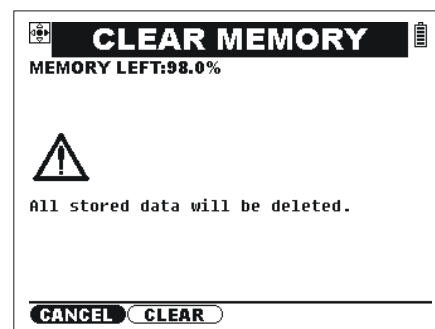 CLEAR MEMORY
MEMORY LEFT:98.0%
All stored data will be deleted.
CANCEL CLEAR